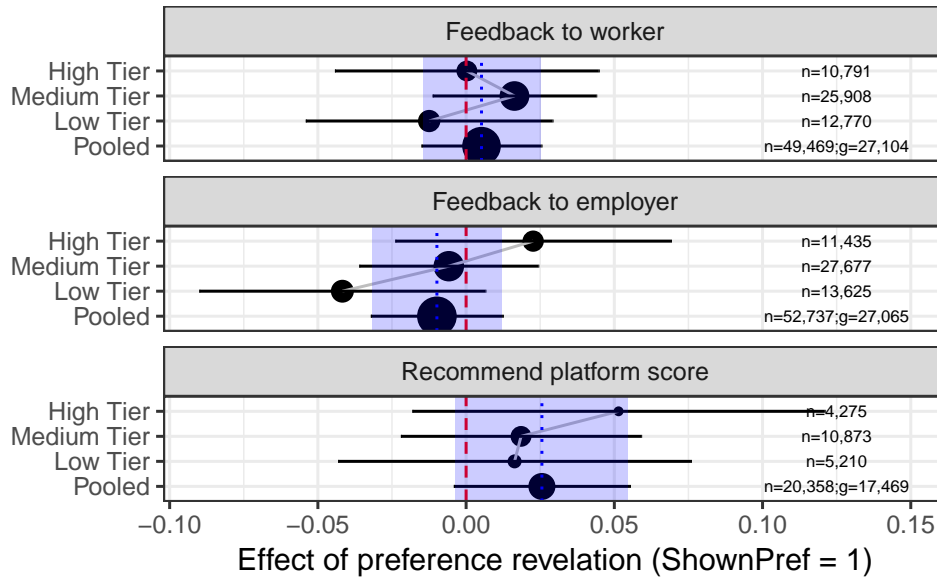 Feedback to worker
High Tier n=10,791
Medium Tier n=25,908
Low Tier n=12,770
Pooled n=49,469;g=27,104
Feedback to employer
High Tier n=11,435
Medium Tier n=27,677
Low Tier n=13,625
Pooled n=52,737;g=27,065
Recommend platform score
High Tier n=4,275
Medium Tier n=10,873
Low Tier n=5,210
Pooled n=20,358;g=17,469
−0.10 −0.05 0.00 0.05 0.10 0.15
Effect of preference revelation (ShownPref = 1)